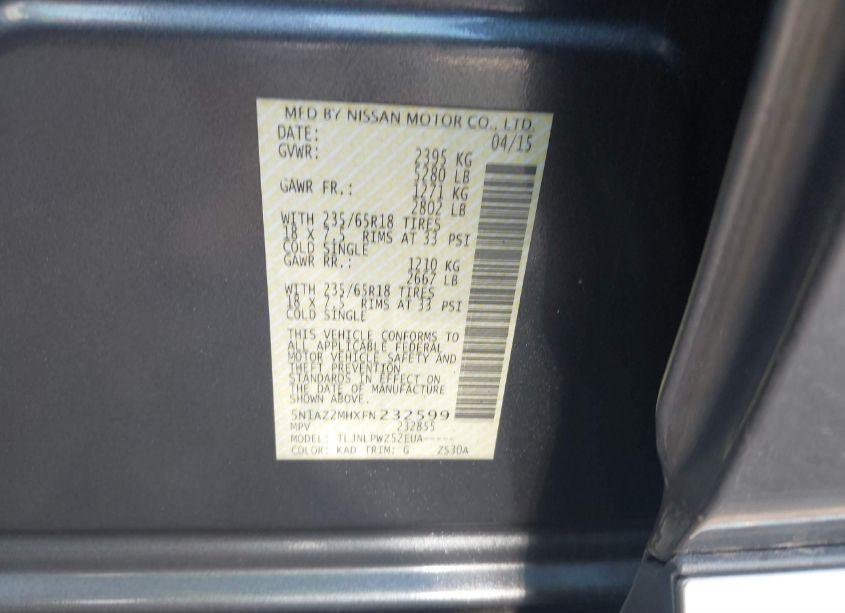 MFD BY NISSAN MOTOR CO., LTD.
DATE: 04/15
GVWR: 2395 KG
5280 LB
GAWR FR.: 1271 KG
2802 LB
WITH 235/65R18 TIRES
18 X 7.5 RIMS AT 33 PSI
COLD SINGLE
GAWR RR.: 1210 KG
2667 LB
WITH 235/65R18 TIRES
18 X 7.5 RIMS AT 33 PSI
COLD SINGLE
THIS VEHICLE CONFORMS TO
ALL APPLICABLE FEDERAL
MOTOR VEHICLE SAFETY AND
THEFT PREVENTION
STANDARDS IN EFFECT ON
THE DATE OF MANUFACTURE
SHOWN ABOVE.
5N1AZ2MHXFN232599
MPV 232855
MODEL: TLJNLPWZ52EUA-----
COLOR: KAD TRIM: G Z530A